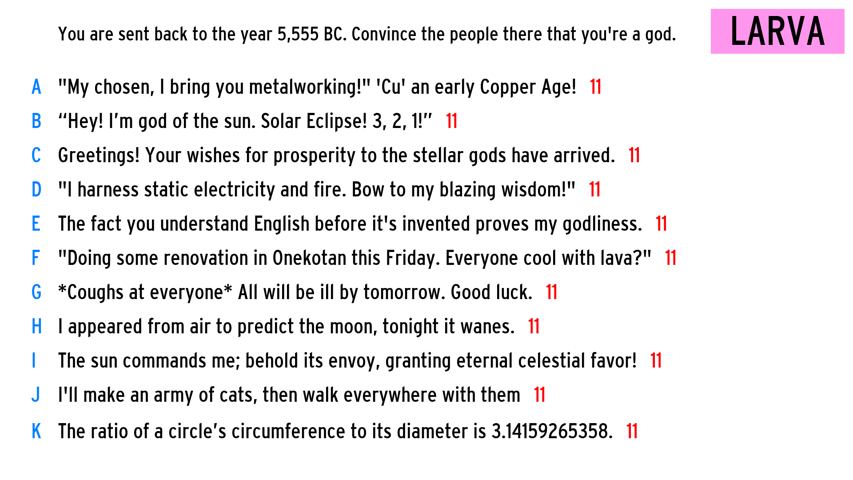 You are sent back to the year 5,555 BC. Convince the people there that you're a god.
LARVA
A "My chosen, I bring you metalworking!" 'Cu' an early Copper Age! 11
B “Hey! I’m god of the sun. Solar Eclipse! 3, 2, 1!” 11
C Greetings! Your wishes for prosperity to the stellar gods have arrived. 11
D "I harness static electricity and fire. Bow to my blazing wisdom!" 11
E The fact you understand English before it's invented proves my godliness. 11
F "Doing some renovation in Onekotan this Friday. Everyone cool with lava?" 11
G *Coughs at everyone* All will be ill by tomorrow. Good luck. 11
H I appeared from air to predict the moon, tonight it wanes. 11
I The sun commands me; behold its envoy, granting eternal celestial favor! 11
J I'll make an army of cats, then walk everywhere with them 11
K The ratio of a circle’s circumference to its diameter is 3.14159265358. 11